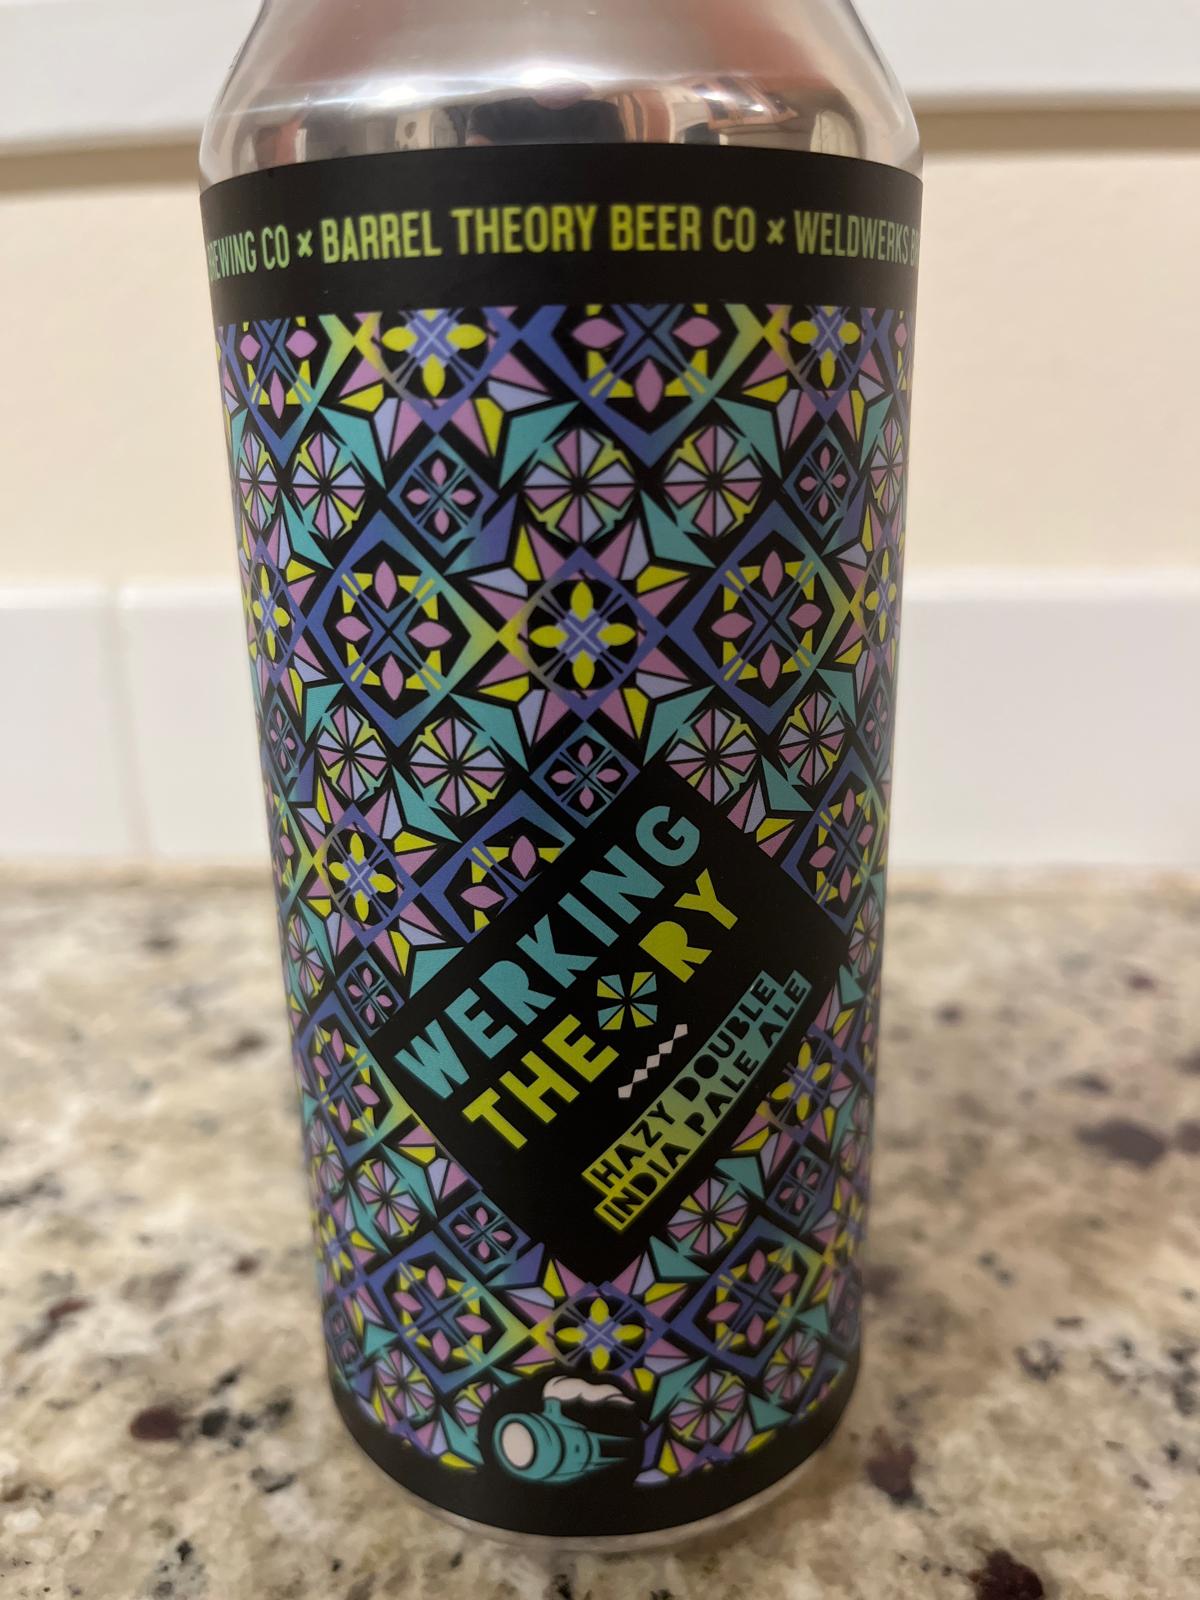 BREWING CO × BARREL THEORY BEER CO × WELDWERKS
WERKING
THEORY
HAZY DOUBLE
INDIA PALE ALE